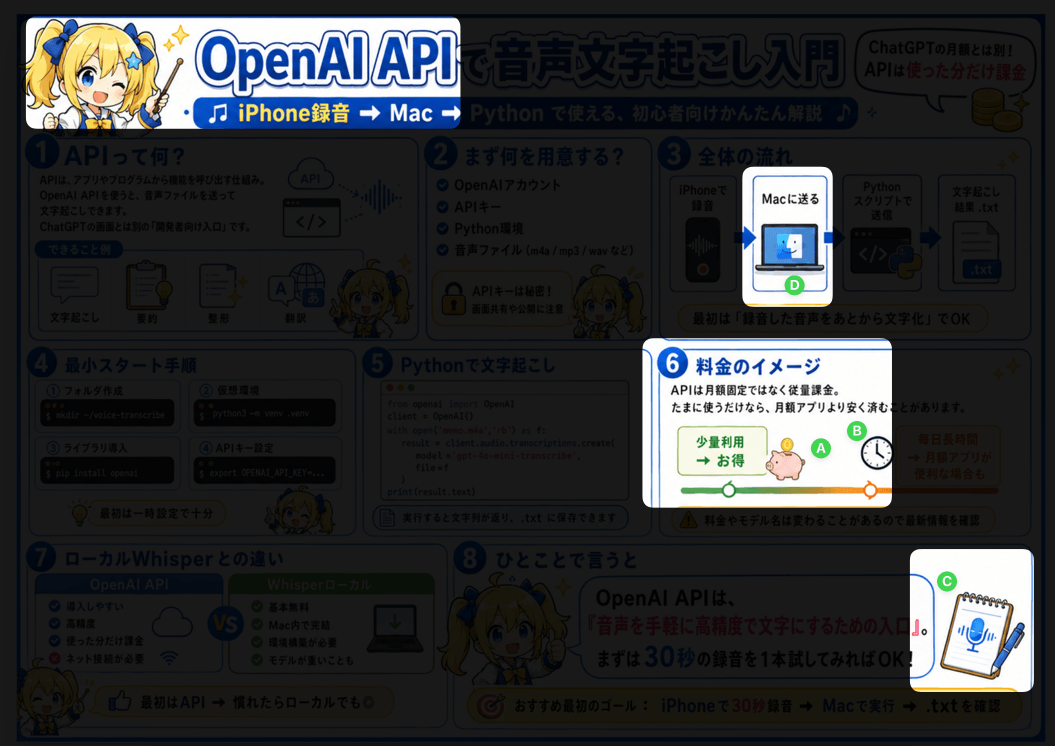 OpenAI APIで音声文字起こし入門
♫ iPhone録音 → Mac → Python で使える、初心者向けかんたん解説 ♪
ChatGPTの月額とは別!
APIは使った分だけ課金
1 APIって何?
APIは、アプリやプログラムから機能を呼び出す仕組み。
OpenAI APIを使うと、音声ファイルを送って
文字起こしできます。
ChatGPTの画面とは別の「開発者向け入口」です。
API
</>
できること例
文字起こし
要約
整形
A あ
翻訳
2 まず何を用意する?
OpenAIアカウント
APIキー
Python環境
音声ファイル (m4a / mp3 / wav など)
APIキーは秘密!
画面共有や公開に注意
3 全体の流れ
iPhoneで
録音
Macに送る
D
Python
スクリプトで
送信
</>
文字起こし
結果 .txt
.txt
最初は「録音した音声をあとから文字化」でOK
4 最小スタート手順
① フォルダ作成
$ mkdir ~/voice-transcribe
② 仮想環境
$ python3 -m venv .venv
③ ライブラリ導入
$ pip install openai
④ APIキー設定
$ export OPENAI_API_KEY=...
最初は一時設定で十分
5 Pythonで文字起こし
from openai import OpenAI
client = OpenAI()
with open("memo.m4a","rb") as f:
result = client.audio.transcriptions.create(
model="gpt-4o-mini-transcribe",
file=f
)
print(result.text)
実行すると文字列が返り、.txt に保存できます
6 料金のイメージ
APIは月額固定ではなく従量課金。
たまに使うだけなら、月額アプリより安く済むことがあります。
少量利用
→ お得
A
B
毎日長時間
→ 月額アプリが
便利な場合も
料金やモデル名は変わることがあるので最新情報を確認
7 ローカルWhisperとの違い
OpenAI API
導入しやすい
高精度
使った分だけ課金
ネット接続が必要
VS
Whisperローカル
基本無料
Mac内で完結
環境構築が必要
モデルが重いことも
最初はAPI → 慣れたらローカルでも◎
8 ひとことで言うと
OpenAI APIは、
『音声を手軽に高精度で文字にするための入口』。
まずは30秒の録音を1本試してみればOK!
C
おすすめ最初のゴール: iPhoneで30秒録音 → Macで実行 → .txtを確認